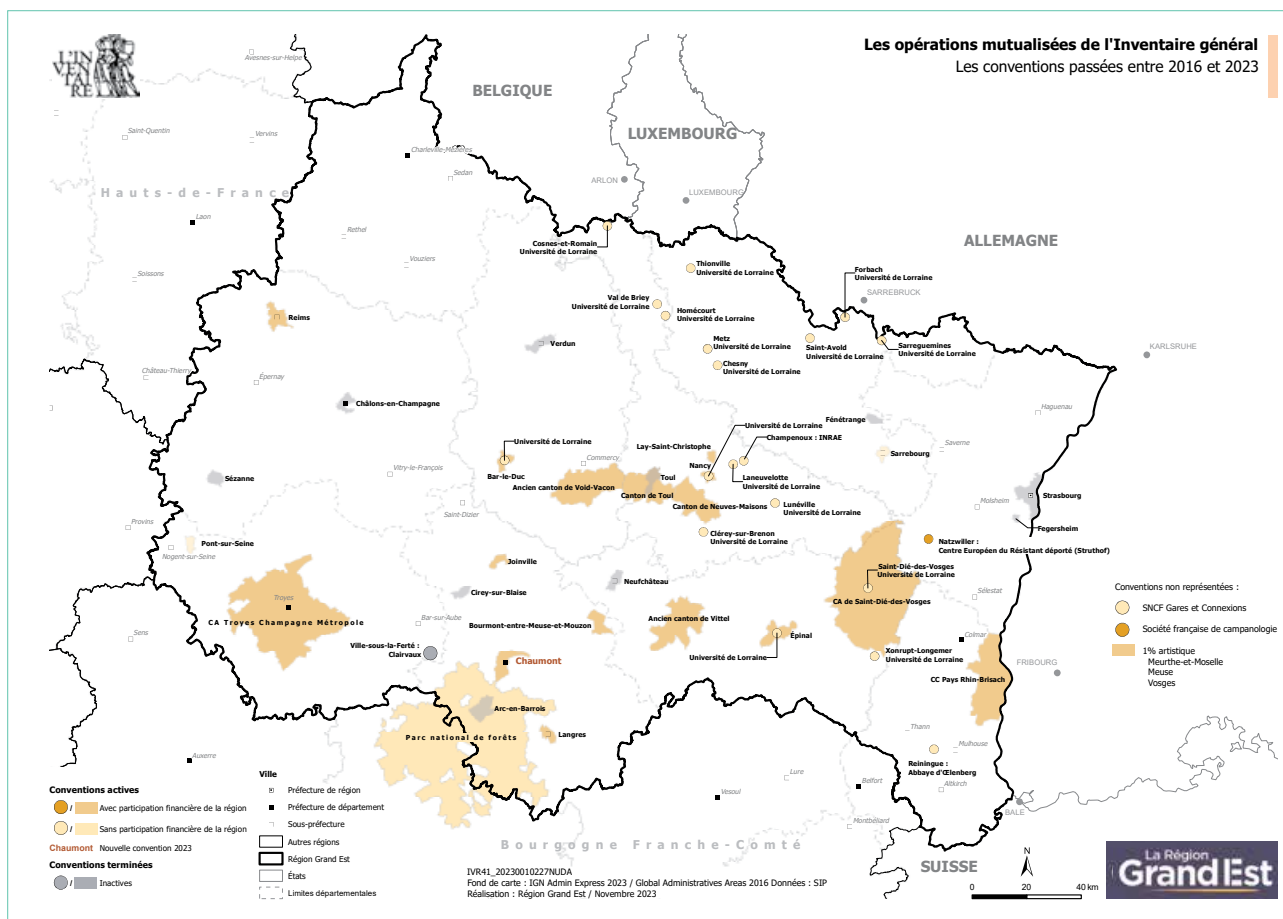 L'IN
VEN
TAI
RE
Les opérations mutualisées de l'Inventaire général
Les conventions passées entre 2016 et 2023
BELGIQUE
LUXEMBOURG
ALLEMAGNE
SUISSE
Hauts-de-France
Bourgogne Franche-Comté
Avesnes-sur-Helpe
Saint-Quentin
Vervins
Charleville-Mézières
Sedan
ARLON
LUXEMBOURG
Laon
Rethel
Vouziers
Soissons
Cosnes-et-Romain
Université de Lorraine
Thionville
Université de Lorraine
Forbach
Université de Lorraine
SARREBRUCK
Val de Briey
Université de Lorraine
Homécourt
Université de Lorraine
Reims
Verdun
Metz
Université de Lorraine
Saint-Avold
Université de Lorraine
Sarreguemines
Université de Lorraine
KARLSRUHE
Chesny
Université de Lorraine
Château-Thierry
Épernay
Châlons-en-Champagne
Haguenau
Fénétrange
Université de Lorraine
Université de Lorraine
Champenoux : INRAE
Lay-Saint-Christophe
Saverne
Sarrebourg
Commercy
Nancy
Bar-le-Duc
Toul
Laneuvelotte
Université de Lorraine
Vitry-le-François
Sézanne
Ancien canton de Void-Vacon
Canton de Toul
Canton de Neuves-Maisons
Lunéville
Université de Lorraine
Strasbourg
Molsheim
Saint-Dizier
Fegersheim
Provins
Nogent-sur-Seine
Pont-sur-Seine
Clérey-sur-Brenon
Université de Lorraine
Natzwiller :
Centre Européen du Résistant déporté (Struthof)
Joinville
Saint-Dié-des-Vosges
Université de Lorraine
Neufchâteau
Cirey-sur-Blaise
Sélestat
CA de Saint-Dié-des-Vosges
Troyes
CA Troyes Champagne Métropole
Bar-sur-Aube
Bourmont-entre-Meuse-et-Mouzon
Ancien canton de Vittel
Épinal
Sens
Colmar
Ville-sous-la-Ferté :
Clairvaux
Université de Lorraine
Xonrupt-Longemer
Université de Lorraine
Chaumont
FRIBOURG
CC Pays Rhin-Brisach
Arc-en-Barrois
Langres
Parc national de forêts
Thann
Mulhouse
Auxerre
Reiningue :
Abbaye d'Œlenberg
Lure
Belfort
Altkirch
Vesoul
BALE
Montbéliard
Conventions non représentées :
SNCF Gares et Connexions
Société française de campanologie
1% artistique
Meurthe-et-Moselle
Meuse
Vosges
Conventions actives
/ Avec participation financière de la région
/ Sans participation financière de la région
Chaumont Nouvelle convention 2023
Conventions terminées
/ Inactives
Ville
Préfecture de région
Préfecture de département
Sous-préfecture
Autres régions
Région Grand Est
États
Limites départementales
IVR41_20230010227NUDA
Fond de carte : IGN Admin Express 2023 / Global Administratives Areas 2016 Données : SIP
Réalisation : Région Grand Est / Novembre 2023
N
0 20 40 km
La Région
Grand Est